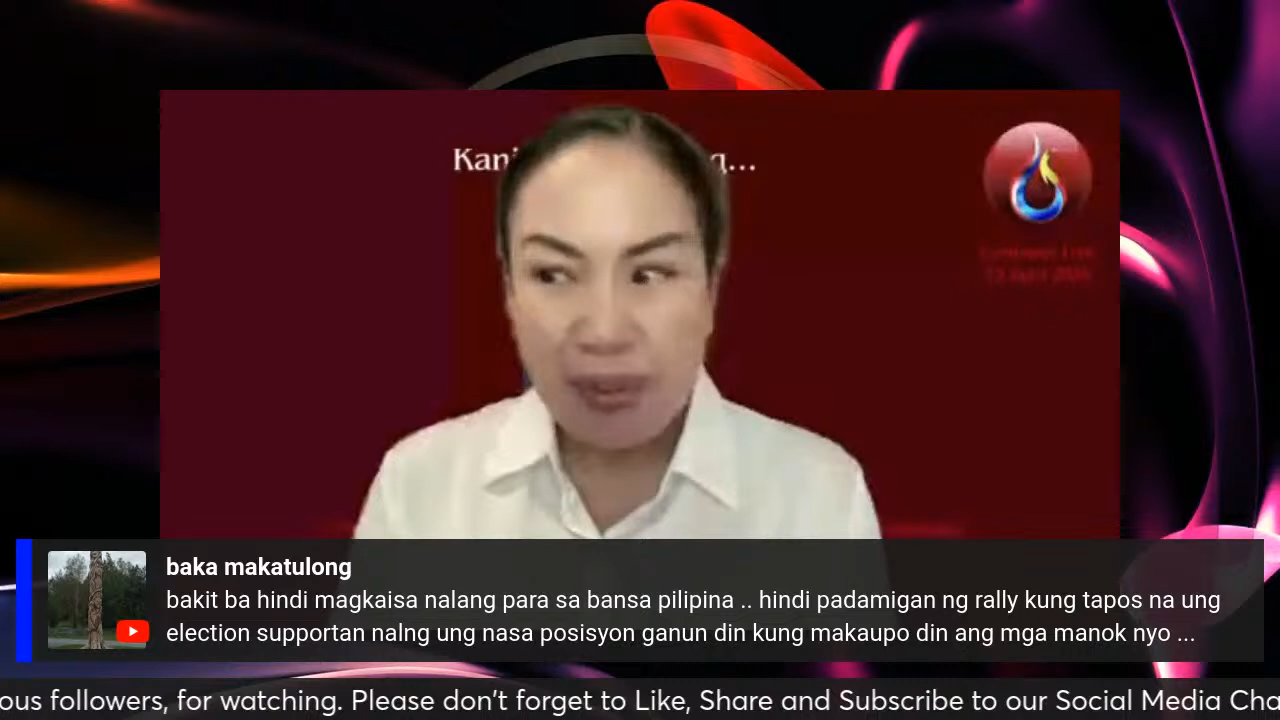 Kani
g...
baka makatulong
bakit ba hindi magkaisa nalang para sa bansa pilipina .. hindi padamigan ng rally kung tapos na ung
election supportan nalng ung nasa posisyon ganun din kung makaupo din ang mga manok nyo ...
ous followers, for watching. Please don't forget to Like, Share and Subscribe to our Social Media Cha